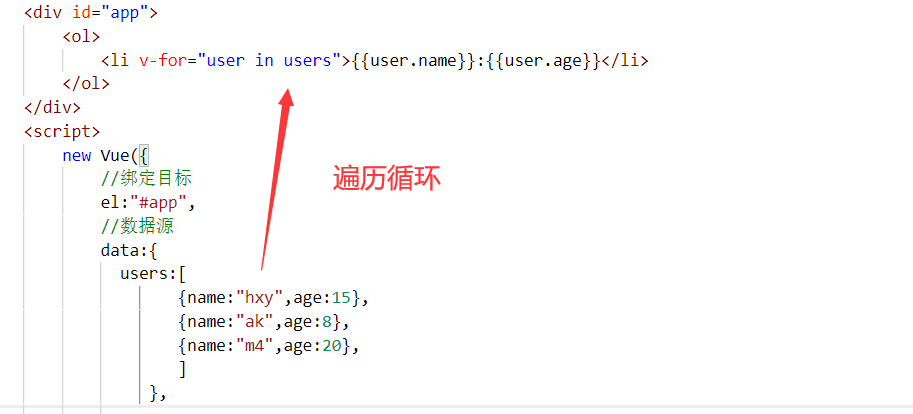 <div id="app">
<ol>
<li v-for="user in users">{{user.name}}:{{user.age}}</li>
</ol>
</div>
<script>
new Vue({
//绑定目标
el:"#app",
遍历循环
//数据源
data:{
users:[
{name:"hxy",age:15},
{name:"ak",age:8},
{name:"m4",age:20},
]
},